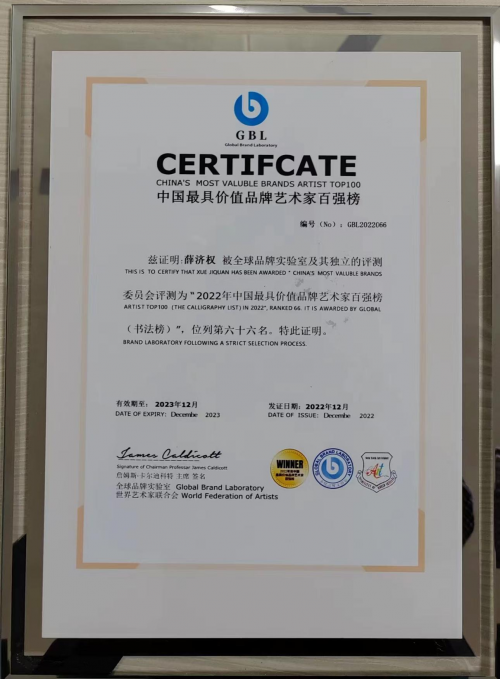 GBL
Global Brand Laboratory
CERTIFCATE
CHINA'S MOST VALUBLE BRANDS ARTIST TOP100
中国最具价值品牌艺术家百强榜
编号（No）：GBL2022066
兹证明:薛济权 被全球品牌实验室及其独立的评测
THIS IS TO CERTIFY THAT XUE JIQUAN HAS BEEN AWARDED " CHINA'S MOST VALUBLE BRANDS
委员会评测为"2022年中国最具价值品牌艺术家百强榜
ARTIST TOP100 (THE CALLIGRAPHY LIST) IN 2022", RANKED 66. IT IS AWARDED BY GLOBAL
（书法榜）"，位列第六十六名。特此证明。
BRAND LABORATORY FOLLOWING A STRICT SELECTION PROCESS.
有效期至： 2023年12月
DATE OF EXPIRY: Decembe 2023
发证日期：2022年12月
DATE OF ISSUE: Decembe 2022
James Caldicott
Signature of Chairman Professor James Caldicott
詹姆斯·卡尔迪科特 主席 签名
全球品牌实验室 Global Brand Laboratory
世界艺术家联合会 World Federation of Artists
WINNER
GLOBAL BRAND LABORATORY